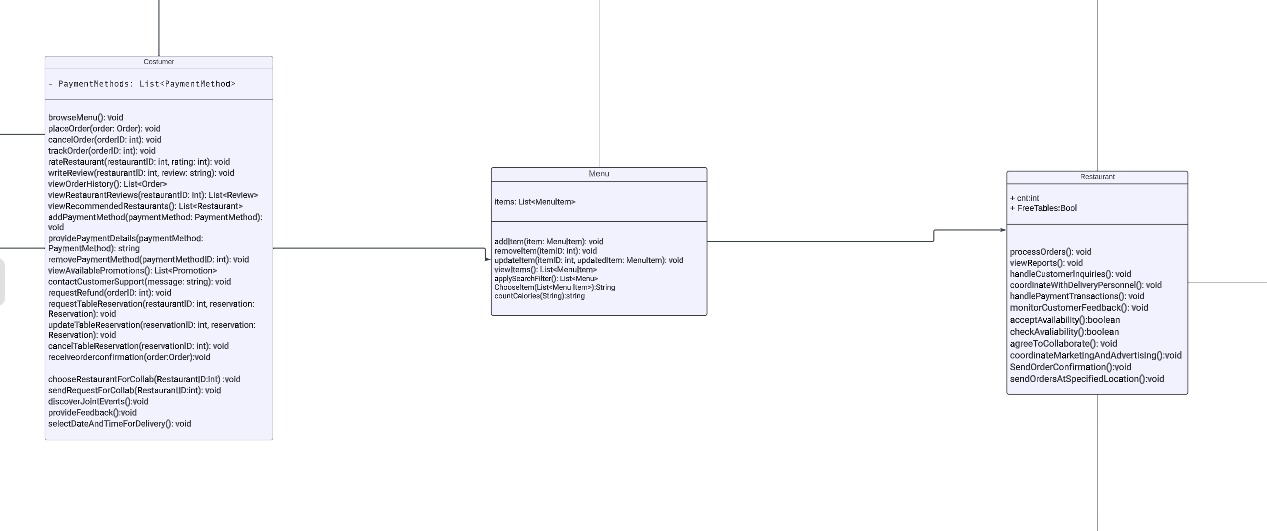 Costumer
- PaymentMethods: List<PaymentMethod>
browseMenu(): void
placeOrder(order: Order): void
cancelOrder(orderID: int): void
trackOrder(orderID: int): void
rateRestaurant(restaurantID: int, rating: int): void
writeReview(restaurantID: int, review: string): void
viewOrderHistory(): List<Order>
viewRestaurantReviews(restaurantID: int): List<Review>
viewRecommendedRestaurants(): List<Restaurant>
addPaymentMethod(paymentMethod: PaymentMethod):
void
providePaymentDetails(paymentMethod:
PaymentMethod): string
removePaymentMethod(paymentMethodID: int): void
viewAvailablePromotions(): List<Promotion>
contactCustomerSupport(message: string): void
requestRefund(orderID: int): void
requestTableReservation(restaurantID: int, reservation:
Reservation): void
updateTableReservation(reservationID: int, reservation:
Reservation): void
cancelTableReservation(reservationID: int): void
receiveorderconfirmation(order:Order):void
chooseRestaurantForCollab(RestaurantID:int) :void
sendRequestForCollab(RestaurantID:int): void
discoverJointEvents(): void
provideFeedback():void
selectDateAndTimeForDelivery(): void
Menu
items: List<MenuItem>
addItem(item: MenuItem): void
removeItem(itemID: int): void
updateItem(itemID: int, updatedItem: MenuItem): void
viewItems(): List<MenuItem>
applySearchFilter(): List<Menu>
ChooseItem(List<Menu Item>):String
countCalories(String):string
Restaurant
+ cnt:int
+ FreeTables:Bool
processOrders(): void
viewReports(): void
handleCustomerInquiries(): void
coordinateWithDeliveryPersonnel(): void
handlePaymentTransactions(): void
monitorCustomerFeedback(): void
acceptAvailability():boolean
checkAvaliability():boolean
agreeToCollaborate(): void
coordinateMarketingAndAdvertising():void
SendOrderConfirmation():void
sendOrdersAtSpecifiedLocation():void